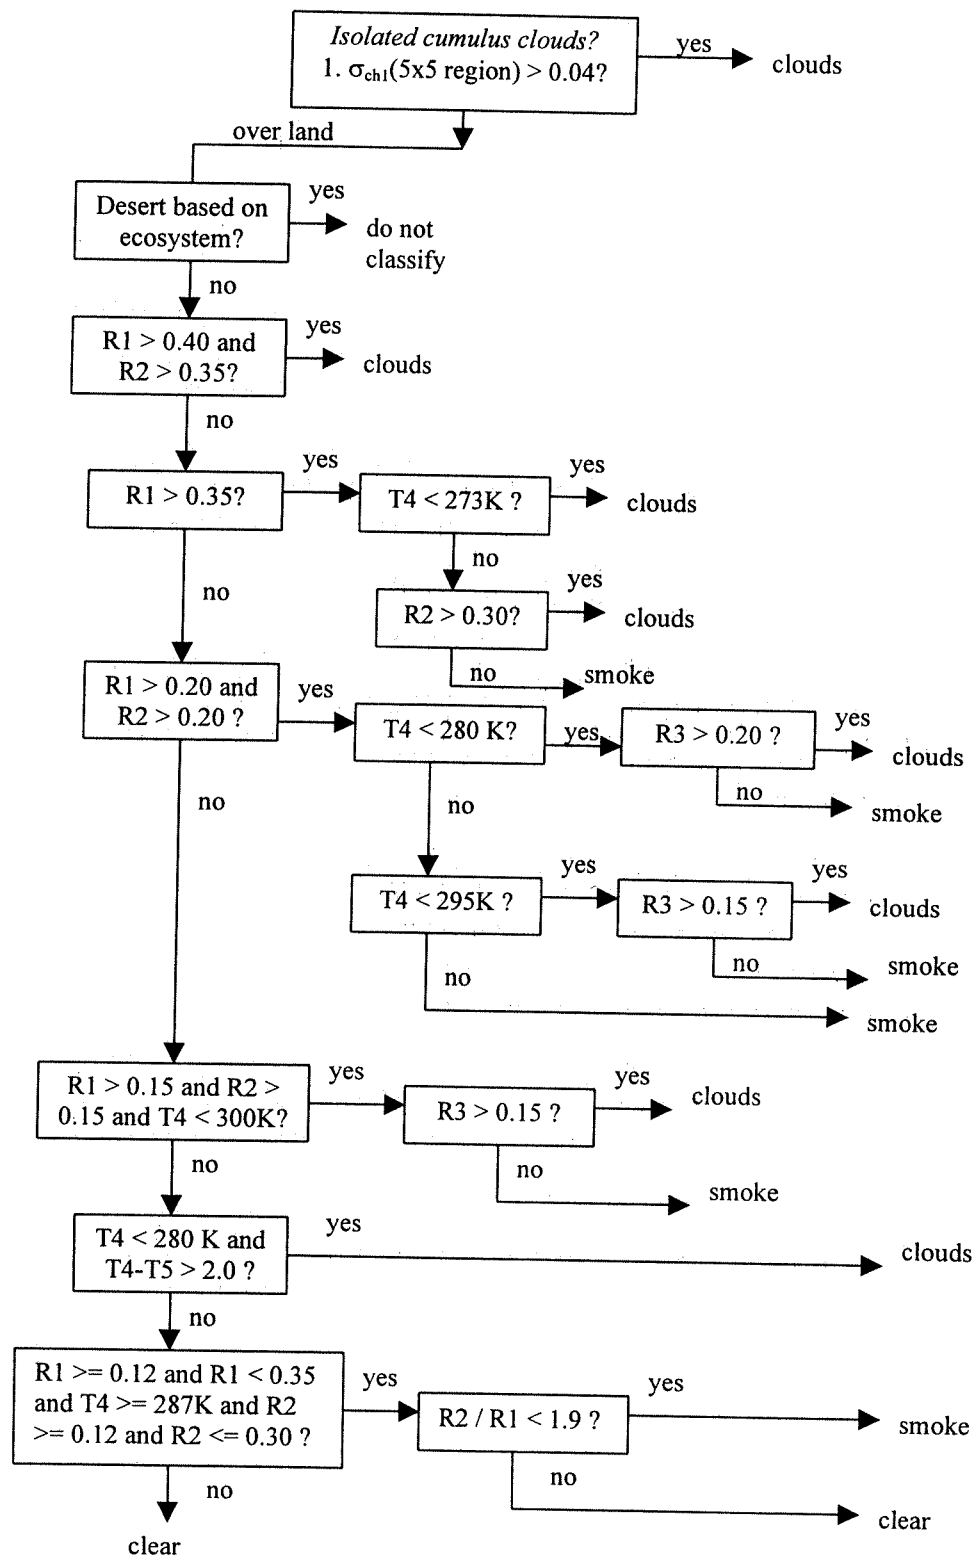 Isolated cumulus clouds?
1. σch1(5x5 region) > 0.04?
yes
clouds
over land
Desert based on
ecosystem?
yes
do not
classify
no
R1 > 0.40 and
R2 > 0.35?
yes
clouds
no
R1 > 0.35?
yes
T4 < 273K ?
yes
clouds
no
no
R2 > 0.30?
yes
clouds
no
smoke
R1 > 0.20 and
R2 > 0.20 ?
yes
T4 < 280 K?
yes
R3 > 0.20 ?
yes
clouds
no
smoke
no
no
T4 < 295K ?
yes
R3 > 0.15 ?
yes
clouds
no
smoke
no
smoke
R1 > 0.15 and R2 >
0.15 and T4 < 300K?
yes
R3 > 0.15 ?
yes
clouds
no
smoke
no
T4 < 280 K and
T4-T5 > 2.0 ?
yes
clouds
no
R1 >= 0.12 and R1 < 0.35
and T4 >= 287K and R2
>= 0.12 and R2 <= 0.30 ?
yes
R2 / R1 < 1.9 ?
yes
smoke
no
clear
no
clear